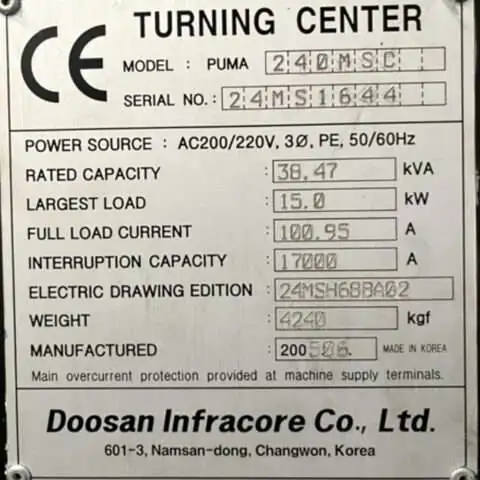 CE
TURNING CENTER
MODEL : PUMA 240MSC
SERIAL NO. : 24MS1644
POWER SOURCE : AC200/220V, 3Ø, PE, 50/60Hz
RATED CAPACITY : 38.47 kVA
LARGEST LOAD : 15.0 kW
FULL LOAD CURRENT : 100.95 A
INTERRUPTION CAPACITY : 17000 A
ELECTRIC DRAWING EDITION : 24MSH68BA02
WEIGHT : 4240 kgf
MANUFACTURED : 200506. MADE IN KOREA
Main overcurrent protection provided at machine supply terminals.
Doosan Infracore Co., Ltd.
601-3, Namsan-dong, Changwon, Korea